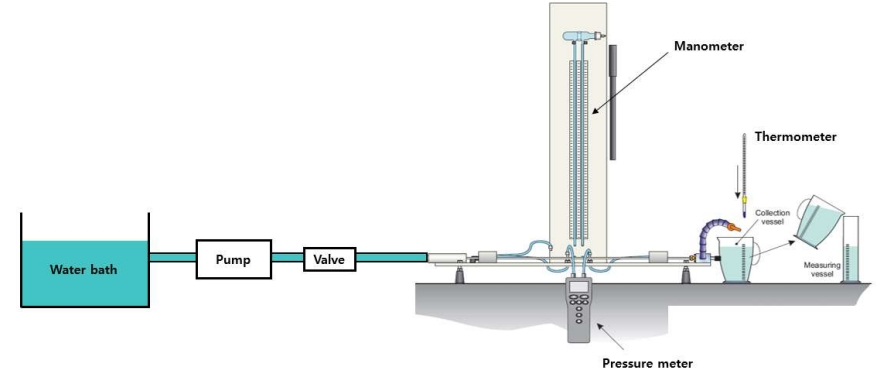 Manometer
Thermometer
Collection
vessel
Water bath
Pump
Valve
Measuring
vessel
Pressure meter